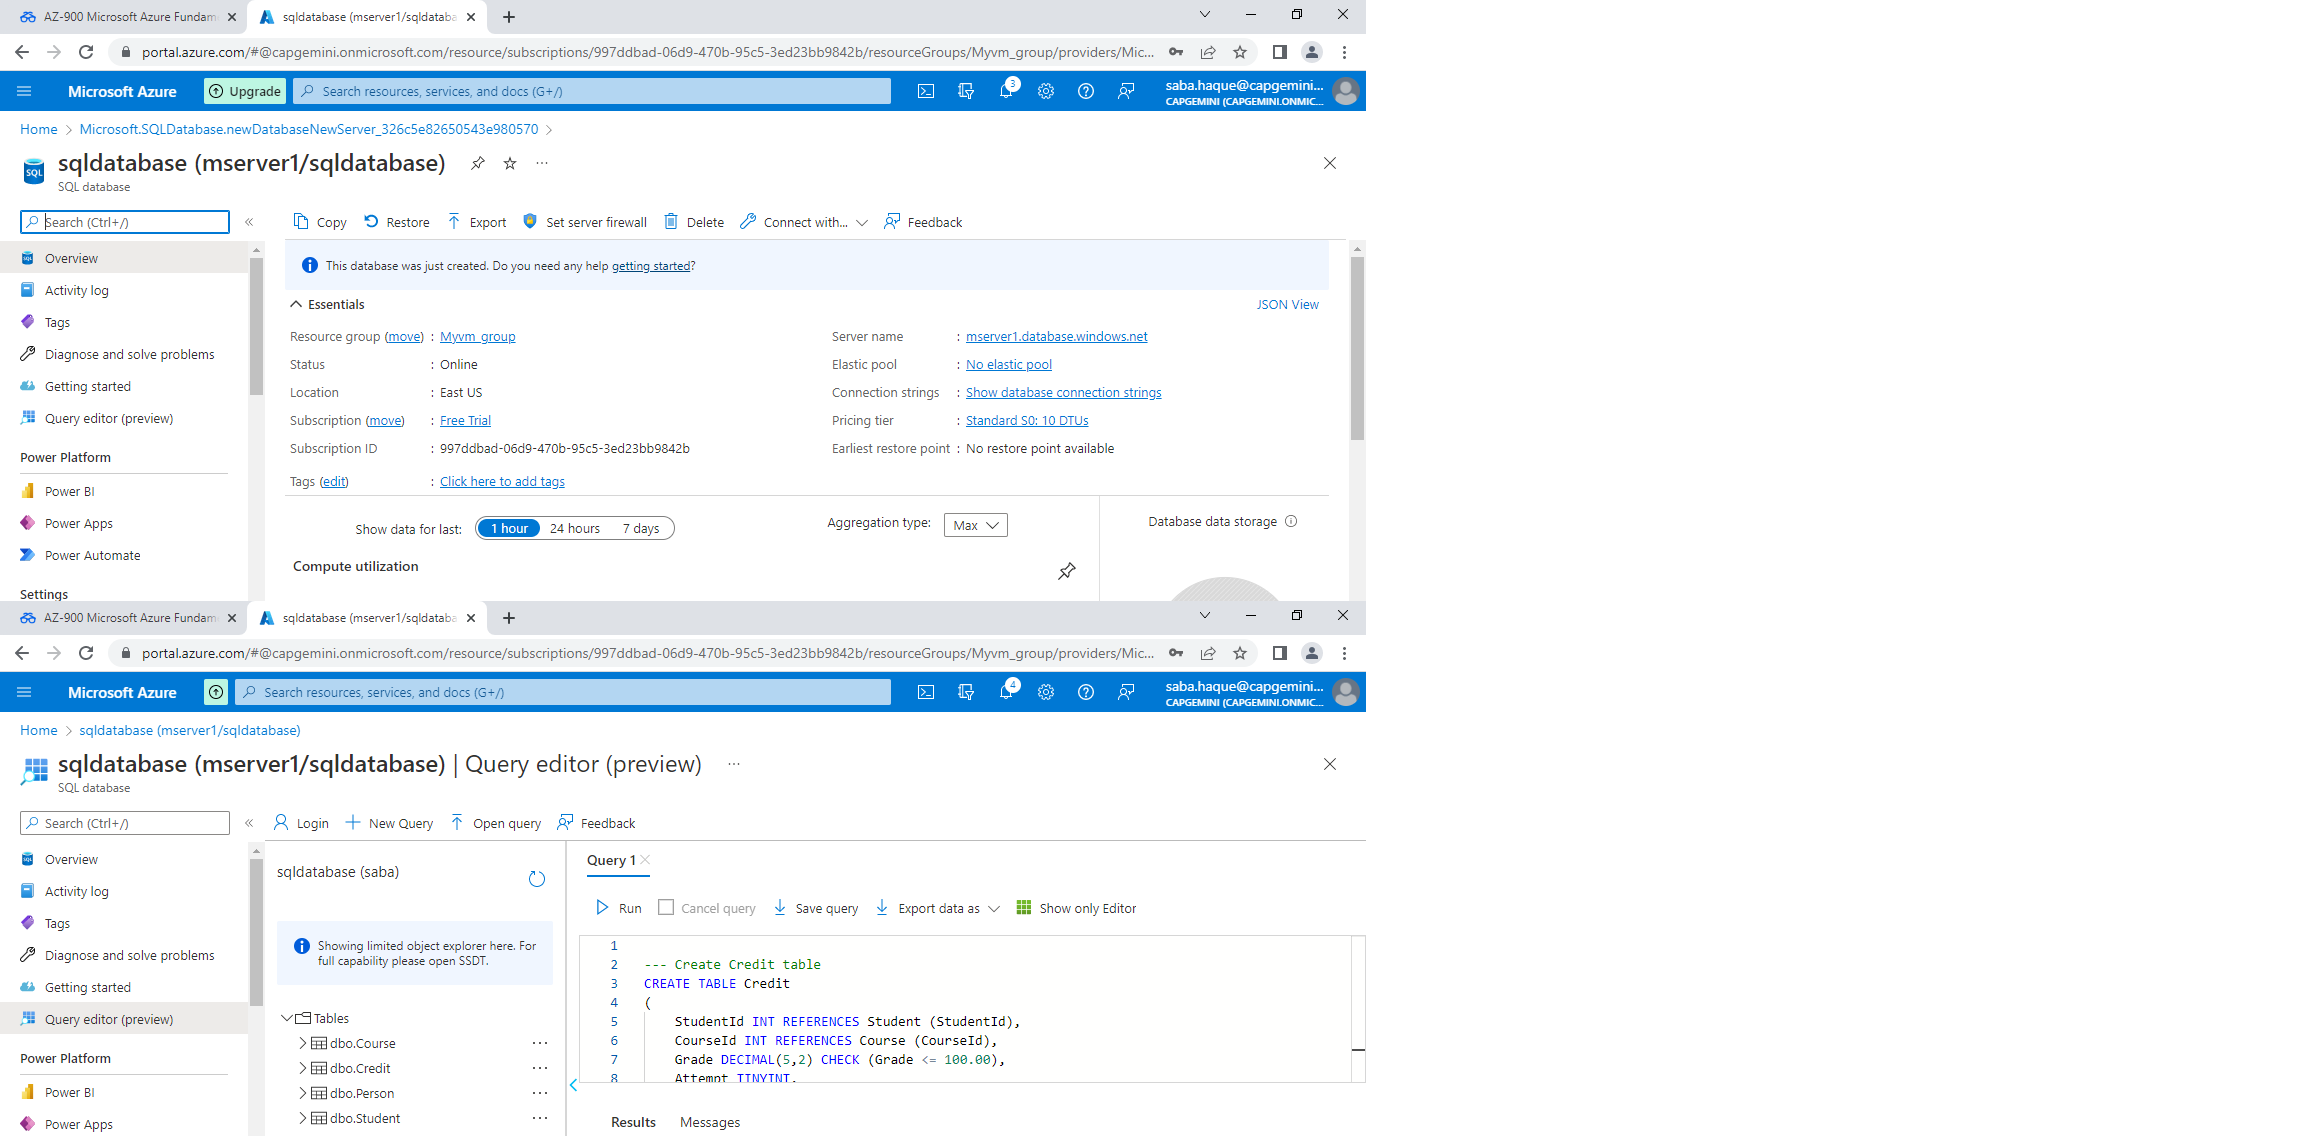 AZ-900 Microsoft Azure Fundam
sqldatabase (mserver1/sqldataba
portal.azure.com/#@capgemini.onmicrosoft.com/resource/subscriptions/997ddbad-06d9-470b-95c5-3ed23bb9842b/resourceGroups/Myvm_group/providers/Mic...
Microsoft Azure
Upgrade
Search resources, services, and docs (G+/)
3
saba.haque@capgemini...
CAPGEMINI (CAPGEMINI.ONMIC...
Home > Microsoft.SQLDatabase.newDatabaseNewServer_326c5e82650543e980570 >
SQL
sqldatabase (mserver1/sqldatabase)
SQL database
Search (Ctrl+/)
Copy
Restore
Export
Set server firewall
Delete
Connect with...
Feedback
Overview
Activity log
Tags
Diagnose and solve problems
Getting started
Query editor (preview)
Power Platform
Power BI
Power Apps
Power Automate
Settings
This database was just created. Do you need any help getting started?
Essentials
JSON View
Resource group (move) : Myvm_group
Status : Online
Location : East US
Subscription (move) : Free Trial
Subscription ID : 997ddbad-06d9-470b-95c5-3ed23bb9842b
Tags (edit) : Click here to add tags
Server name : mserver1.database.windows.net
Elastic pool : No elastic pool
Connection strings : Show database connection strings
Pricing tier : Standard S0: 10 DTUs
Earliest restore point : No restore point available
Show data for last: 1 hour 24 hours 7 days
Aggregation type: Max
Database data storage
Compute utilization
AZ-900 Microsoft Azure Fundam
sqldatabase (mserver1/sqldataba
portal.azure.com/#@capgemini.onmicrosoft.com/resource/subscriptions/997ddbad-06d9-470b-95c5-3ed23bb9842b/resourceGroups/Myvm_group/providers/Mic...
Microsoft Azure
Search resources, services, and docs (G+/)
4
saba.haque@capgemini...
CAPGEMINI (CAPGEMINI.ONMIC...
Home > sqldatabase (mserver1/sqldatabase)
sqldatabase (mserver1/sqldatabase) | Query editor (preview)
SQL database
Search (Ctrl+/)
Login
New Query
Open query
Feedback
Overview
Activity log
Tags
Diagnose and solve problems
Getting started
Query editor (preview)
Power Platform
Power BI
Power Apps
sqldatabase (saba)
Showing limited object explorer here. For
full capability please open SSDT.
Tables
dbo.Course
dbo.Credit
dbo.Person
dbo.Student
Query 1
Run
Cancel query
Save query
Export data as
Show only Editor
1
2 --- Create Credit table
3 CREATE TABLE Credit
4 (
5 StudentId INT REFERENCES Student (StudentId),
6 CourseId INT REFERENCES Course (CourseId),
7 Grade DECIMAL(5,2) CHECK (Grade <= 100.00),
8 Attempt TINYINT,
Results
Messages